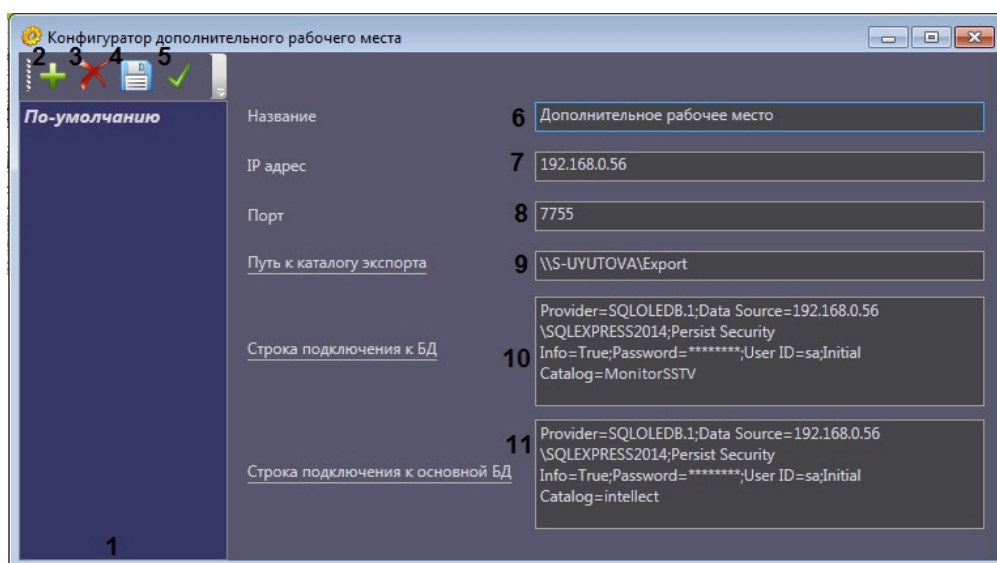 Конфигуратор дополнительного рабочего места
2 3 4 5
По-умолчанию
Название 6 Дополнительное рабочее место
IP адрес 7 192.168.0.56
Порт 8 7755
Путь к каталогу экспорта 9 \\S-UYUTOVA\Export
Строка подключения к БД 10
Provider=SQLOLEDB.1;Data Source=192.168.0.56
\SQLEXPRESS2014;Persist Security
Info=True;Password=********;User ID=sa;Initial
Catalog=MonitorSSTV
Строка подключения к основной БД 11
Provider=SQLOLEDB.1;Data Source=192.168.0.56
\SQLEXPRESS2014;Persist Security
Info=True;Password=********;User ID=sa;Initial
Catalog=intellect
1